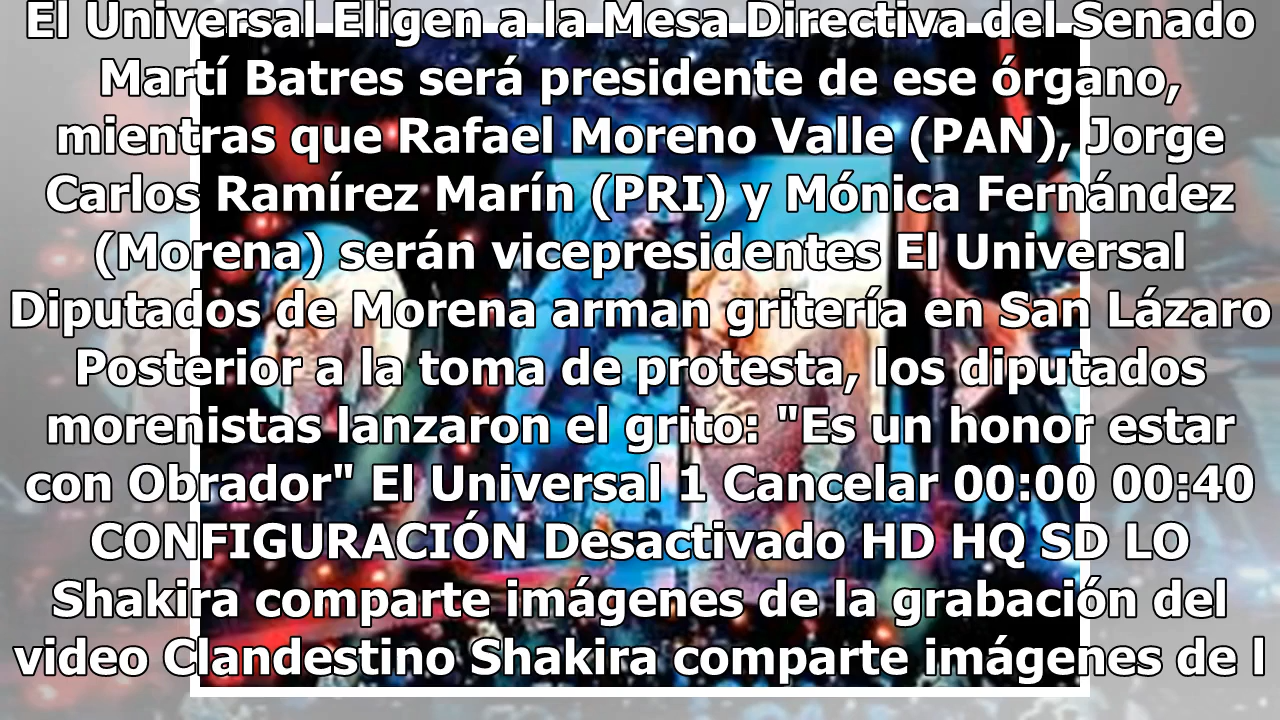 El Universal Eligen a la Mesa Directiva del Senado
Martí Batres será presidente de ese órgano,
mientras que Rafael Moreno Valle (PAN), Jorge
Carlos Ramírez Marín (PRI) y Mónica Fernández
(Morena) serán vicepresidentes El Universal
Diputados de Morena arman gritería en San Lázaro
Posterior a la toma de protesta, los diputados
morenistas lanzaron el grito: "Es un honor estar
con Obrador" El Universal 1 Cancelar 00:00 00:40
CONFIGURACIÓN Desactivado HD HQ SD LO
Shakira comparte imágenes de la grabación del
video Clandestino Shakira comparte imágenes de l